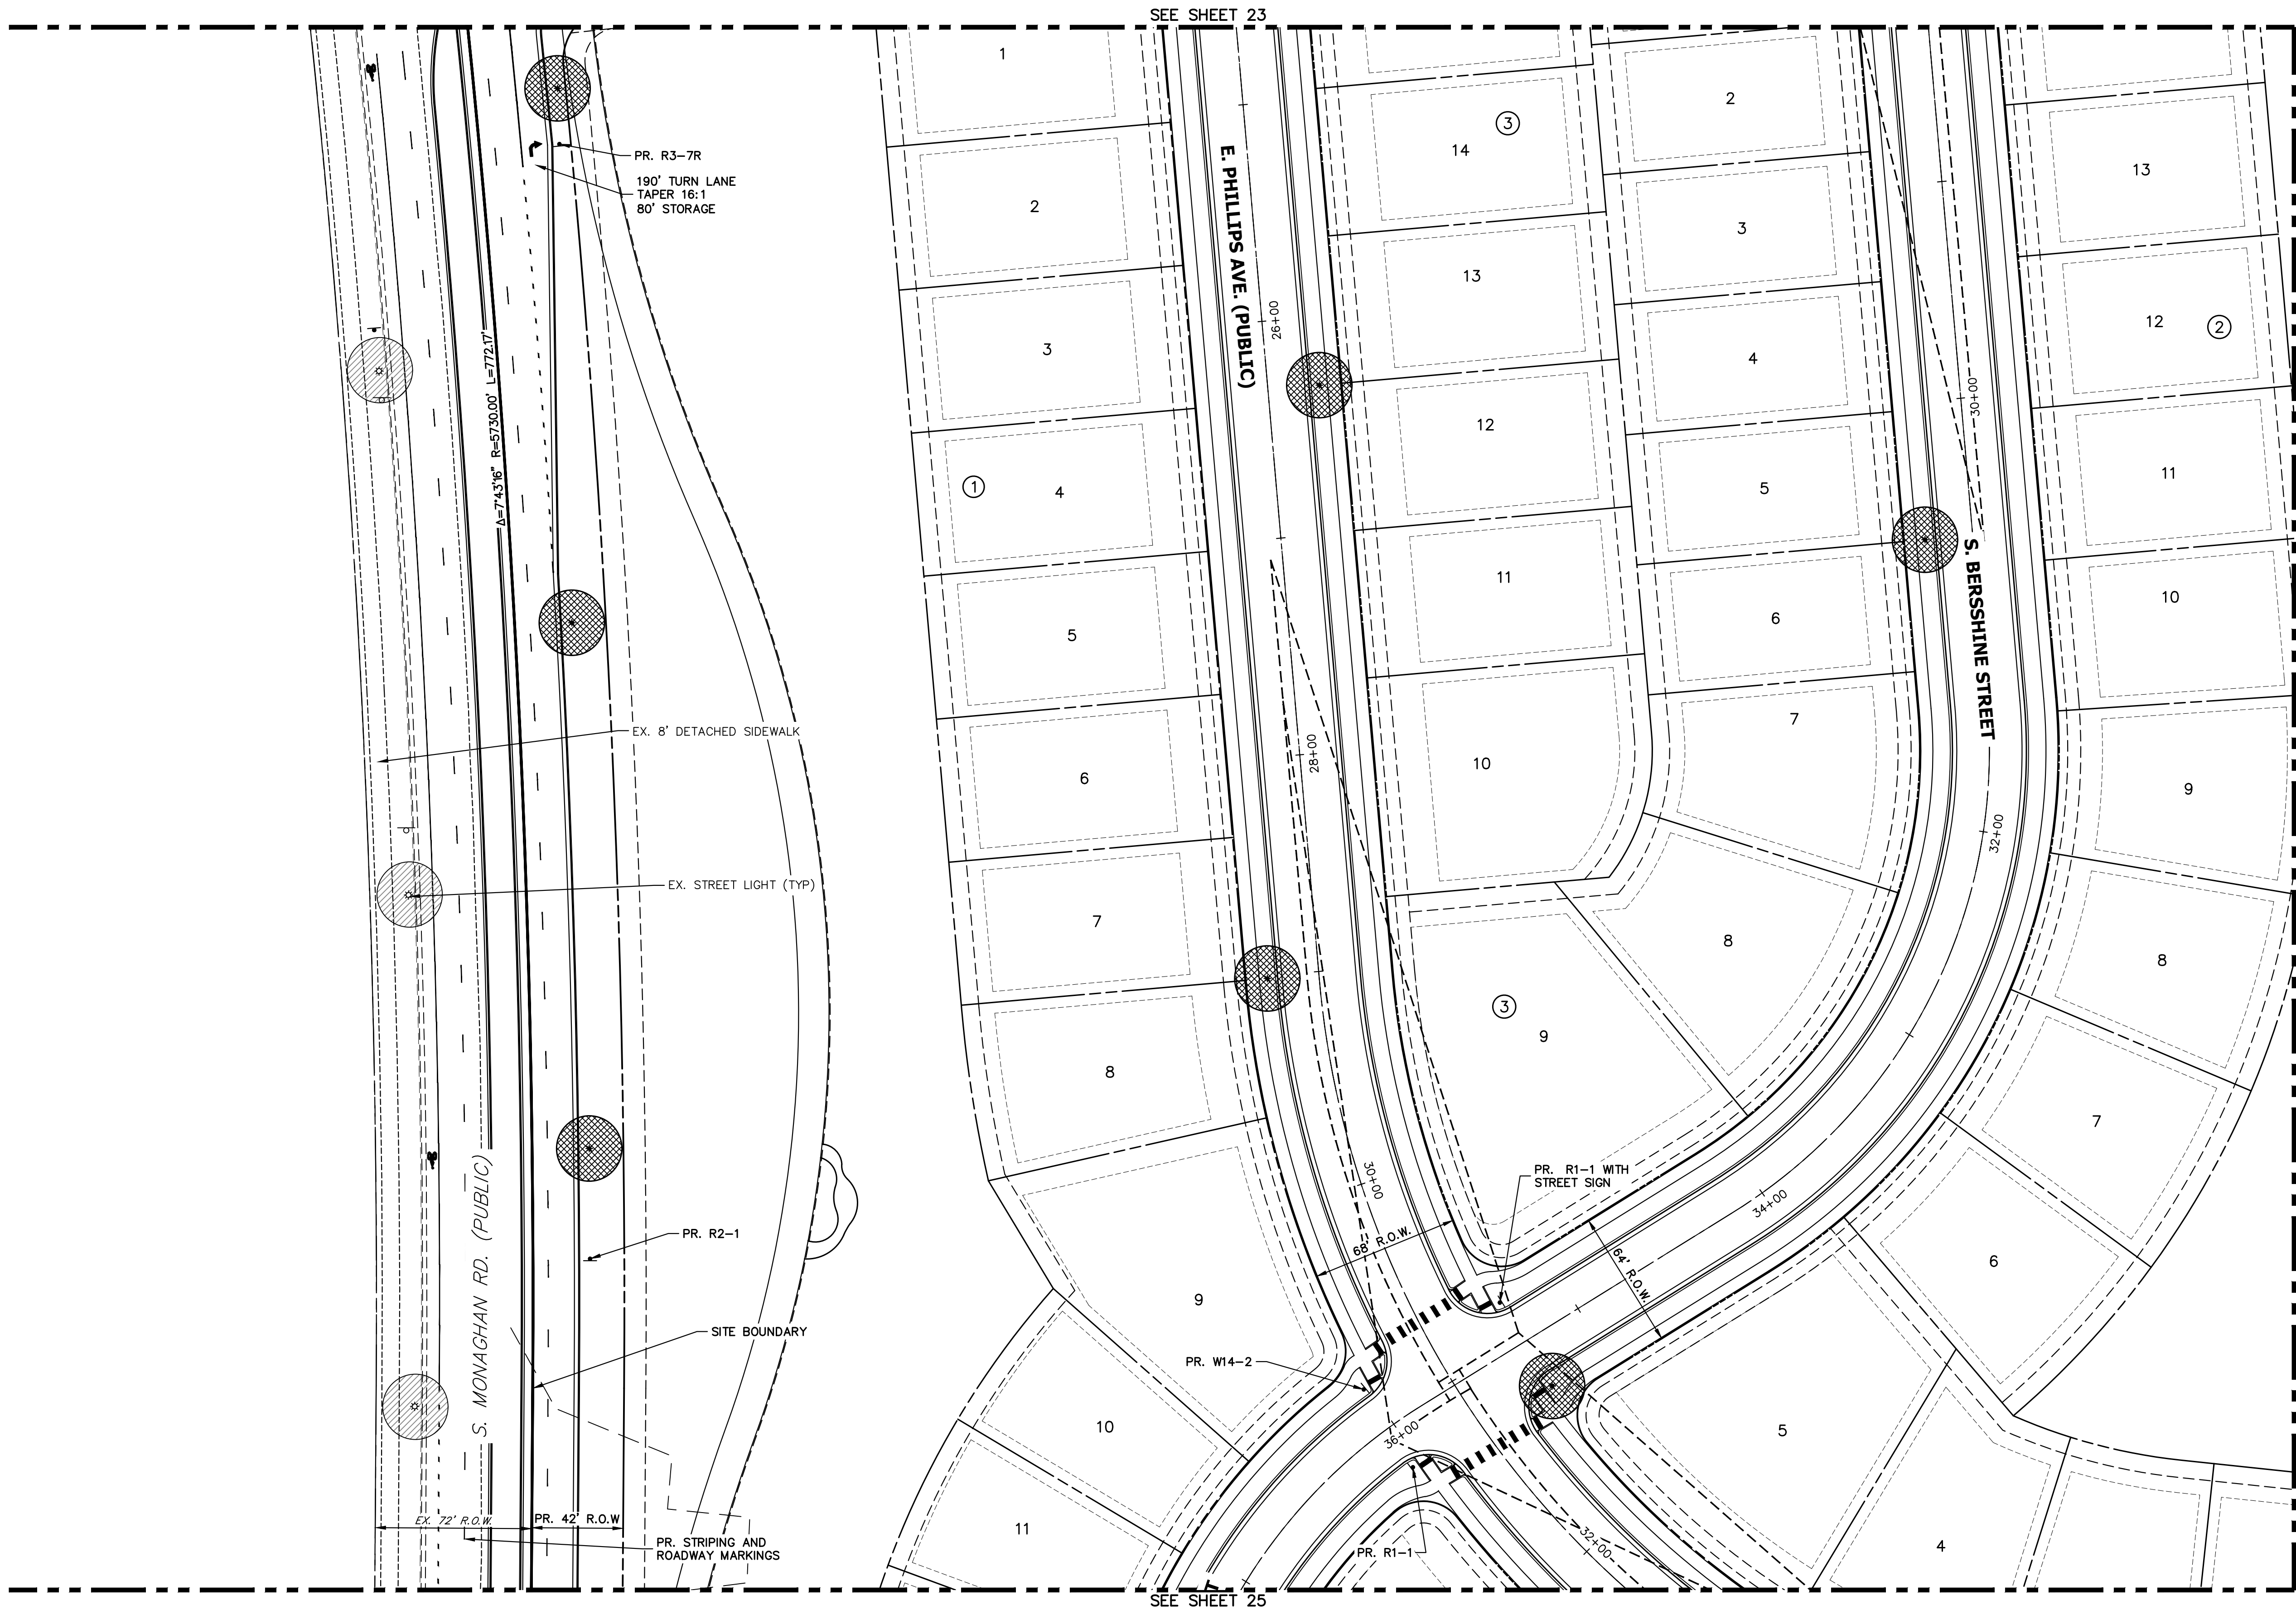 SEE SHEET 23
PR. R3-7R
190' TURN LANE
TAPER 16:1
80' STORAGE
Δ=7°43'16" R=5730.00' L=772.17'
EX. 8' DETACHED SIDEWALK
EX. STREET LIGHT (TYP)
S. MONAGHAN RD. (PUBLIC)
PR. R2-1
SITE BOUNDARY
EX. 72' R.O.W.
PR. 42' R.O.W
PR. STRIPING AND
ROADWAY MARKINGS
1
2
3
1
4
5
6
7
8
9
10
11
E. PHILLIPS AVE. (PUBLIC)
26+00
28+00
30+00
32+00
68' R.O.W.
PR. W14-2
PR. R1-1
PR. R1-1 WITH
STREET SIGN
3
14
13
12
11
10
3
9
2
3
4
5
6
7
8
S. BERSSHINE STREET
30+00
32+00
34+00
36+00
64' R.O.W.
13
12
2
11
10
9
8
7
6
5
4
SEE SHEET 25